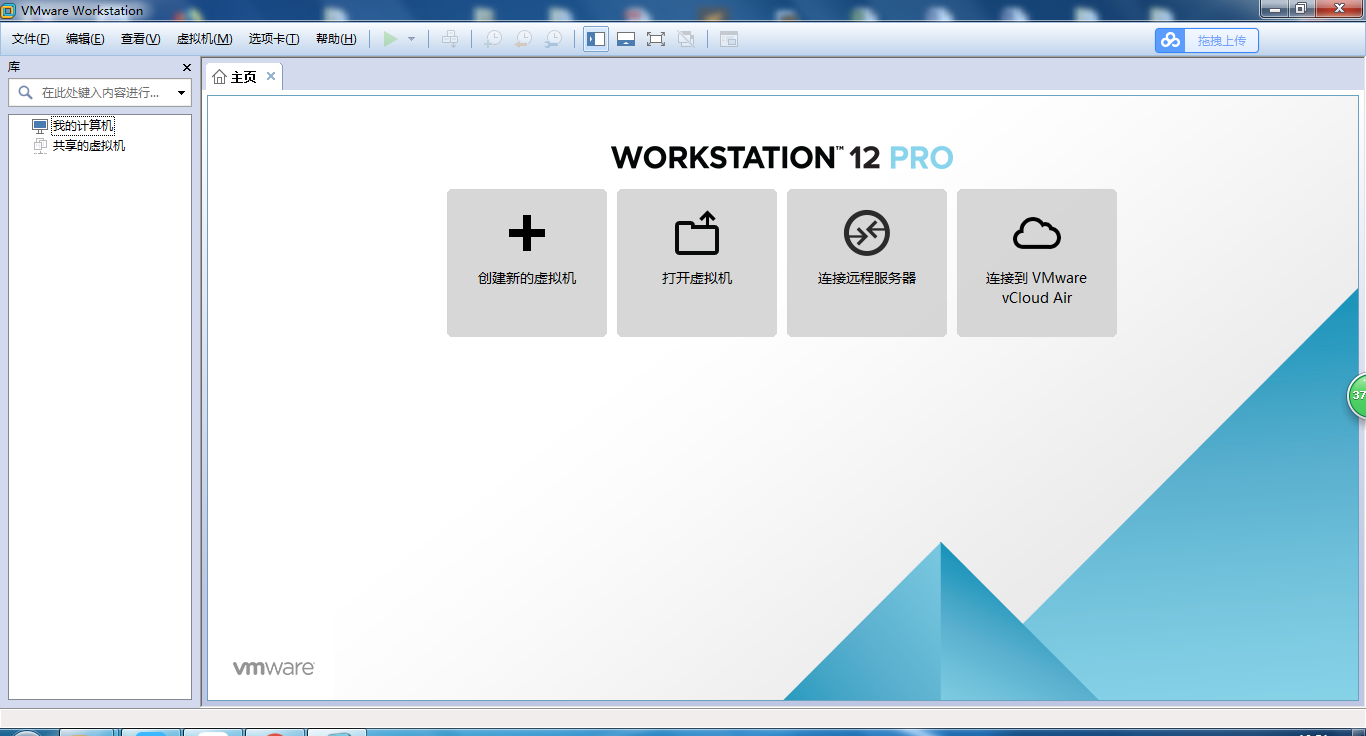 VMware Workstation
文件(F) 编辑(E) 查看(V) 虚拟机(M) 选项卡(T) 帮助(H)
拖拽上传
库
主页
在此处键入内容进行...
我的计算机
共享的虚拟机
WORKSTATION™ 12 PRO
创建新的虚拟机
打开虚拟机
连接远程服务器
连接到 VMware
vCloud Air
37
vmware